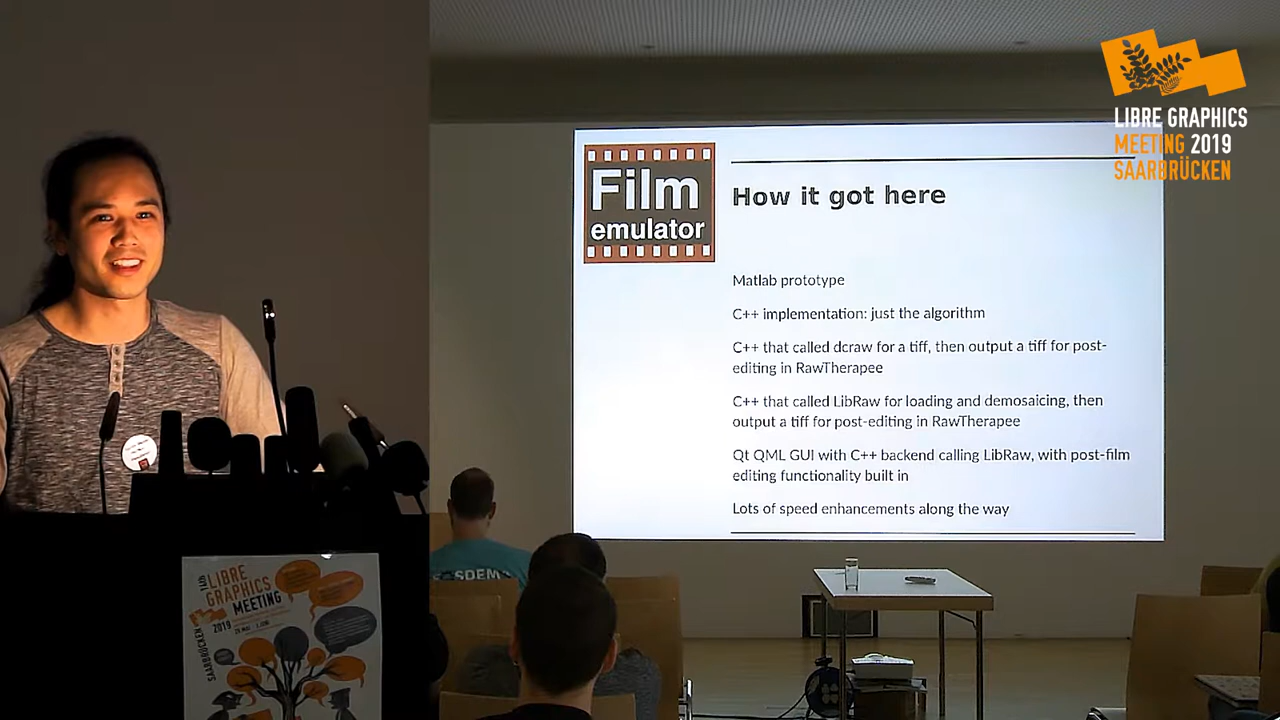 LIBRE GRAPHICS
MEETING 2019
SAARBRÜCKEN
Film
emulator
How it got here
Matlab prototype
C++ implementation: just the algorithm
C++ that called dcraw for a tiff, then output a tiff for post-
editing in RawTherapee
C++ that called LibRaw for loading and demosaicing, then
output a tiff for post-editing in RawTherapee
Qt QML GUI with C++ backend calling LibRaw, with post-film
editing functionality built in
Lots of speed enhancements along the way
SDEM
LIBRE
GRAPHICS
MEETING
2019
SAARBRÜCKEN